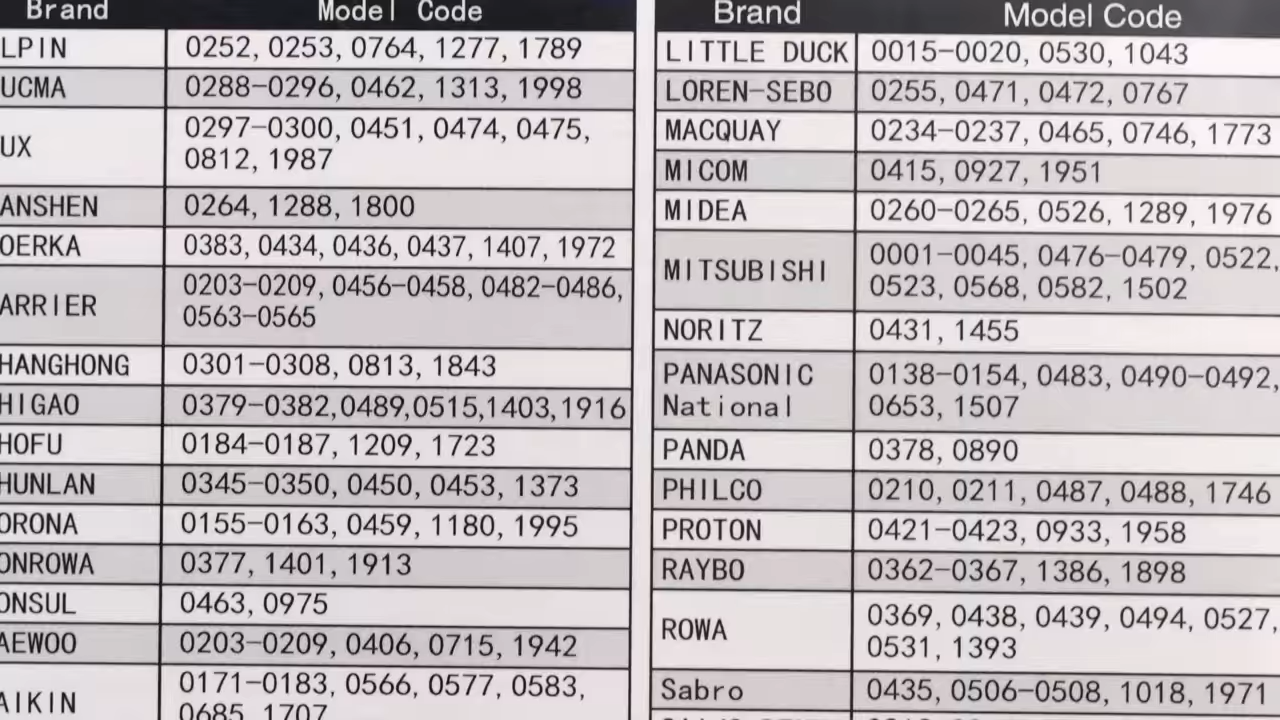 Brand Model Code
LPIN 0252, 0253, 0764, 1277, 1789
UCMA 0288-0296, 0462, 1313, 1998
UX 0297-0300, 0451, 0474, 0475,
0812, 1987
ANSHEN 0264, 1288, 1800
OERKA 0383, 0434, 0436, 0437, 1407, 1972
ARRIER 0203-0209, 0456-0458, 0482-0486,
0563-0565
HANGHONG 0301-0308, 0813, 1843
HIGAO 0379-0382,0489,0515,1403,1916
HOFU 0184-0187, 1209, 1723
HUNLAN 0345-0350, 0450, 0453, 1373
ORONA 0155-0163, 0459, 1180, 1995
ONROWA 0377, 1401, 1913
ONSUL 0463, 0975
AEWOO 0203-0209, 0406, 0715, 1942
AIKIN 0171-0183, 0566, 0577, 0583,
0685, 1707
Brand Model Code
LITTLE DUCK 0015-0020, 0530, 1043
LOREN-SEBO 0255, 0471, 0472, 0767
MACQUAY 0234-0237, 0465, 0746, 1773
MICOM 0415, 0927, 1951
MIDEA 0260-0265, 0526, 1289, 1976
MITSUBISHI 0001-0045, 0476-0479, 0522,
0523, 0568, 0582, 1502
NORITZ 0431, 1455
PANASONIC 0138-0154, 0483, 0490-0492,
National 0653, 1507
PANDA 0378, 0890
PHILCO 0210, 0211, 0487, 0488, 1746
PROTON 0421-0423, 0933, 1958
RAYBO 0362-0367, 1386, 1898
ROWA 0369, 0438, 0439, 0494, 0527,
0531, 1393
Sabro 0435, 0506-0508, 1018, 1971